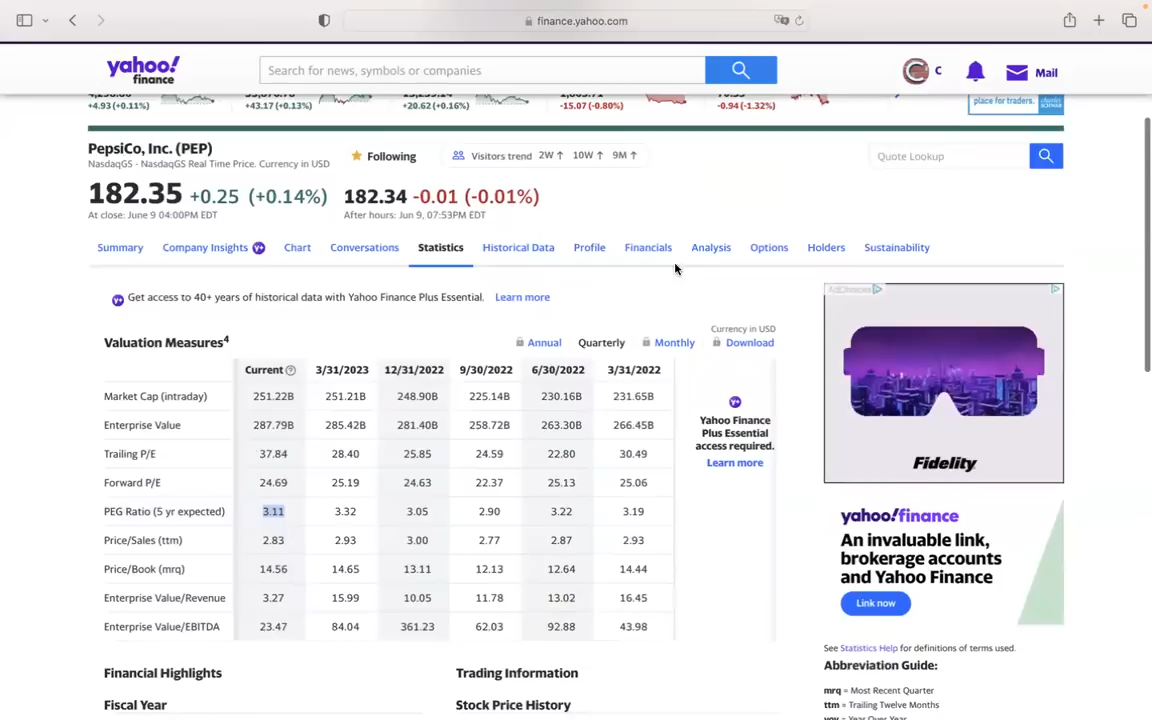 finance.yahoo.com
yahoo!
finance
Search for news, symbols or companies
C
Mail
+4.93 (+0.11%)
+43.17 (+0.13%)
+20.62 (+0.16%)
-15.07 (-0.80%)
-0.94 (-1.32%)
place for traders.
charles
SCHWAB
PepsiCo, Inc. (PEP)
NasdaqGS - NasdaqGS Real Time Price. Currency in USD
Following
Visitors trend 2W↑ 10W↑ 9M↑
Quote Lookup
182.35 +0.25 (+0.14%)
At close: June 9 04:00PM EDT
182.34 -0.01 (-0.01%)
After hours: Jun 9, 07:53PM EDT
Summary Company Insights Y+ Chart Conversations Statistics Historical Data Profile Financials Analysis Options Holders Sustainability
Get access to 40+ years of historical data with Yahoo Finance Plus Essential. Learn more
Currency in USD
Valuation Measures4
Annual Quarterly Monthly Download
Current 3/31/2023 12/31/2022 9/30/2022 6/30/2022 3/31/2022
Market Cap (intraday) 251.22B 251.21B 248.90B 225.14B 230.16B 231.65B
Enterprise Value 287.79B 285.42B 281.40B 258.72B 263.30B 266.45B
Trailing P/E 37.84 28.40 25.85 24.59 22.80 30.49
Forward P/E 24.69 25.19 24.63 22.37 25.13 25.06
PEG Ratio (5 yr expected) 3.11 3.32 3.05 2.90 3.22 3.19
Price/Sales (ttm) 2.83 2.93 3.00 2.77 2.87 2.93
Price/Book (mrq) 14.56 14.65 13.11 12.13 12.64 14.44
Enterprise Value/Revenue 3.27 15.99 10.05 11.78 13.02 16.45
Enterprise Value/EBITDA 23.47 84.04 361.23 62.03 92.88 43.98
Yahoo Finance
Plus Essential
access required.
Learn more
AdChoices
Fidelity
yahoo!finance
An invaluable link,
brokerage accounts
and Yahoo Finance
Link now
See Statistics Help for definitions of terms used.
Abbreviation Guide:
mrq = Most Recent Quarter
ttm = Trailing Twelve Months
yoy = Year Over Year
Financial Highlights
Fiscal Year
Trading Information
Stock Price History